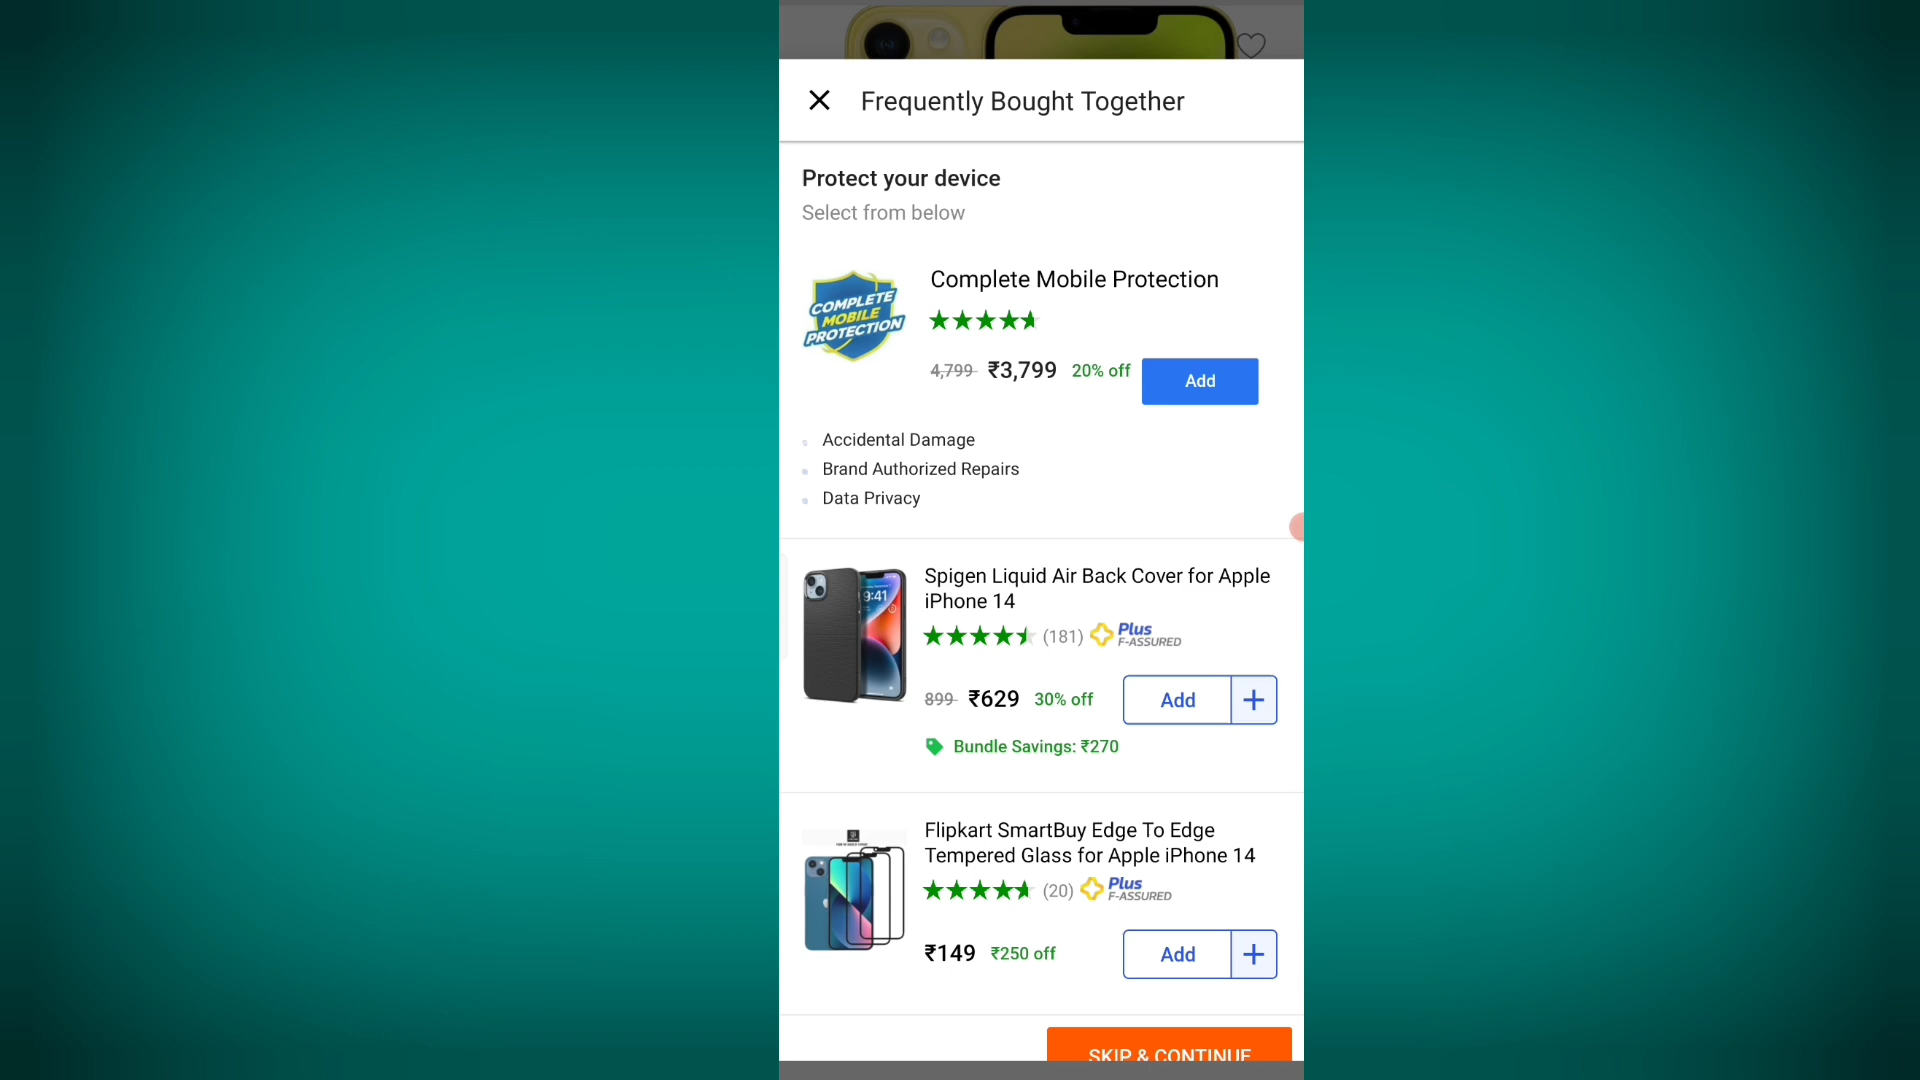 Frequently Bought Together
Protect your device
Select from below
COMPLETE
MOBILE
PROTECTION
Complete Mobile Protection
4,799 ₹3,799 20% off
Add
Accidental Damage
Brand Authorized Repairs
Data Privacy
9:41
Spigen Liquid Air Back Cover for Apple
iPhone 14
(181) Plus
F-ASSURED
899 ₹629 30% off
Add +
Bundle Savings: ₹270
Flipkart SmartBuy Edge To Edge
Tempered Glass for Apple iPhone 14
(20) Plus
F-ASSURED
₹149 ₹250 off
Add +
SKIP & CONTINUE